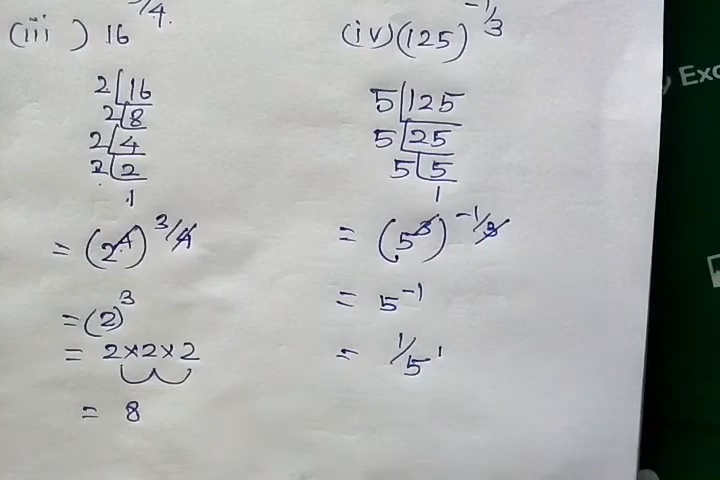 (iii) 16^3/4.
2 | 16
2 | 8
2 | 4
2 | 2
1
= (2^4)^3/4
= (2)^3
= 2×2×2
= 8
(iv) (125)^-1/3
5 | 125
5 | 25
5 | 5
1
= (5^3)^-1/3
= 5^-1
= 1/5^1